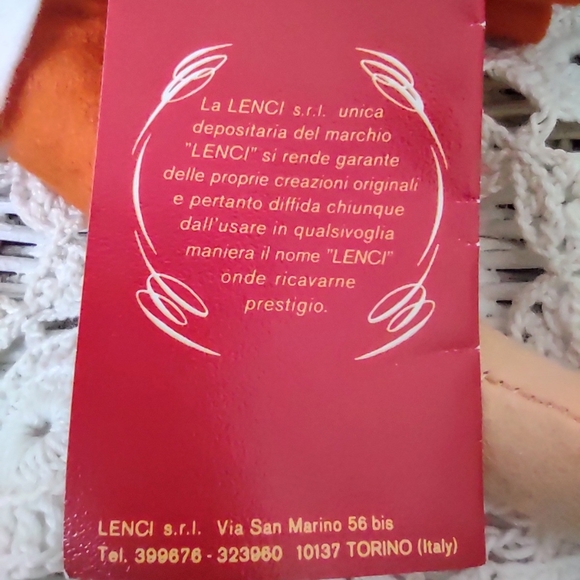 La LENCI s.r.l. unica
depositaria del marchio
"LENCI" si rende garante
delle proprie creazioni originali
e pertanto diffida chiunque
dall'usare in qualsivoglia
maniera il nome "LENCI"
onde ricavarne
prestigio.
LENCI s.r.l. Via San Marino 56 bis
Tel. 399676 - 323960 10137 TORINO (Italy)